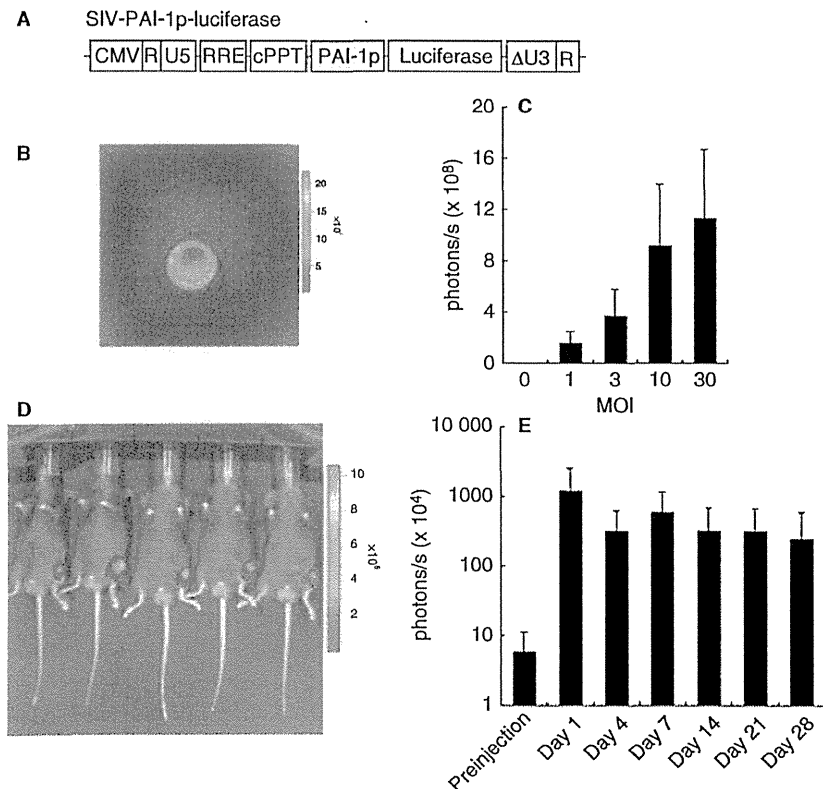 A SIV-PAI-1p-luciferase
CMV R U5 RRE cPPT PAI-1p Luciferase ΔU3 R
B
20
15
10
5
C
photons/s (x 10⁸)
20
16
12
8
4
0
0 1 3 10 30
MOI
D
10
8
6
4
2
E
photons/s (x 10⁴)
10 000
1000
100
10
1
Preinjection Day 1 Day 4 Day 7 Day 14 Day 21 Day 28